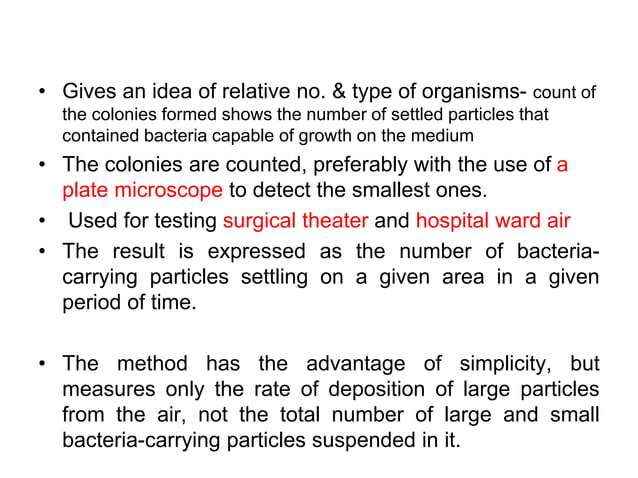 • Gives an idea of relative no. & type of organisms- count of
the colonies formed shows the number of settled particles that
contained bacteria capable of growth on the medium
• The colonies are counted, preferably with the use of a
plate microscope to detect the smallest ones.
• Used for testing surgical theater and hospital ward air
• The result is expressed as the number of bacteria-
carrying particles settling on a given area in a given
period of time.
• The method has the advantage of simplicity, but
measures only the rate of deposition of large particles
from the air, not the total number of large and small
bacteria-carrying particles suspended in it.